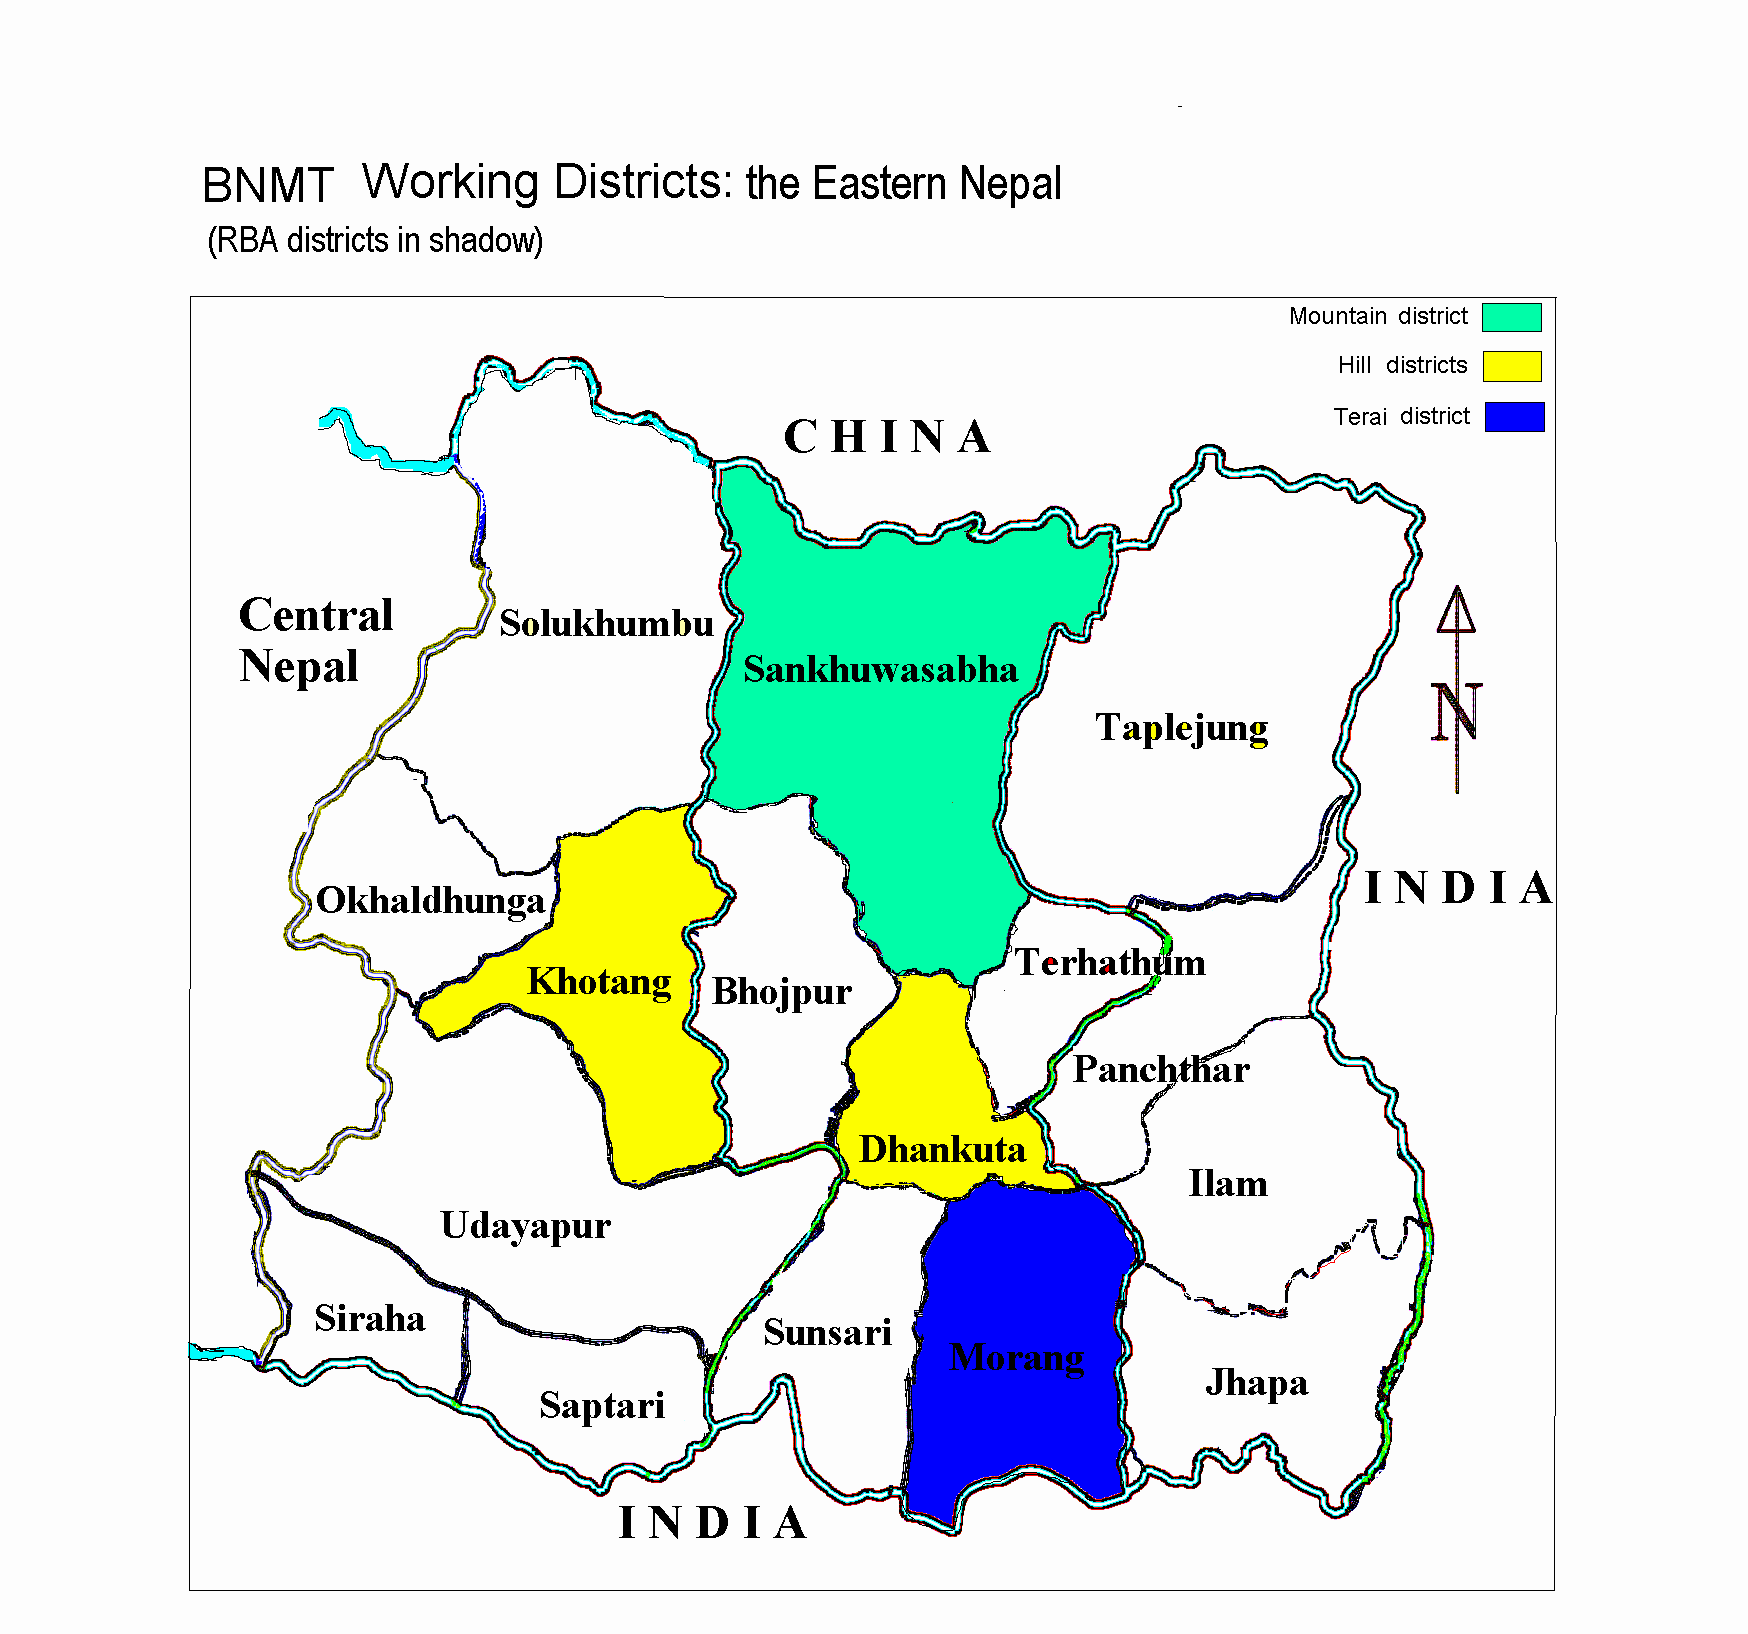 BNMT Working Districts: the Eastern Nepal
(RBA districts in shadow)
Mountain district
Hill districts
Terai district
CHINA
Central
Nepal
Solukhumbu
Sankhuwasabha
Taplejung
N
INDIA
Okhaldhunga
Khotang
Bhojpur
Terhathum
Panchthar
Dhankuta
Ilam
Udayapur
Siraha
Sunsari
Morang
Jhapa
Saptari
INDIA